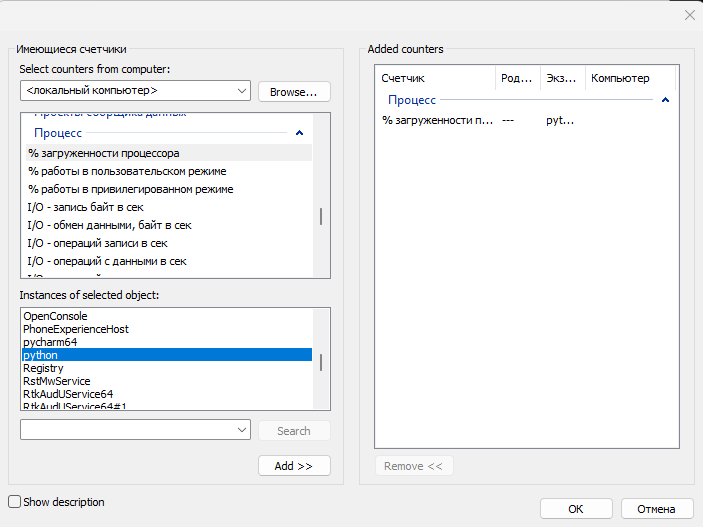 Имеющиеся счетчики
Select counters from computer:
<локальный компьютер>
Browse...
Проекты сборщика данных
Процесс
% загруженности процессора
% работы в пользовательском режиме
% работы в привилегированном режиме
I/O - запись байт в сек
I/O - обмен данными, байт в сек
I/O - операций записи в сек
I/O - операций с данными в сек
Instances of selected object:
OpenConsole
PhoneExperienceHost
pycharm64
python
Registry
RstMwService
RtkAudUService64
RtkAudUService64#1
Search
Add >>
Show description
Added counters
Счетчик Род... Экз... Компьютер
Процесс
% загруженности п... --- pyt...
Remove <<
OK
Отмена